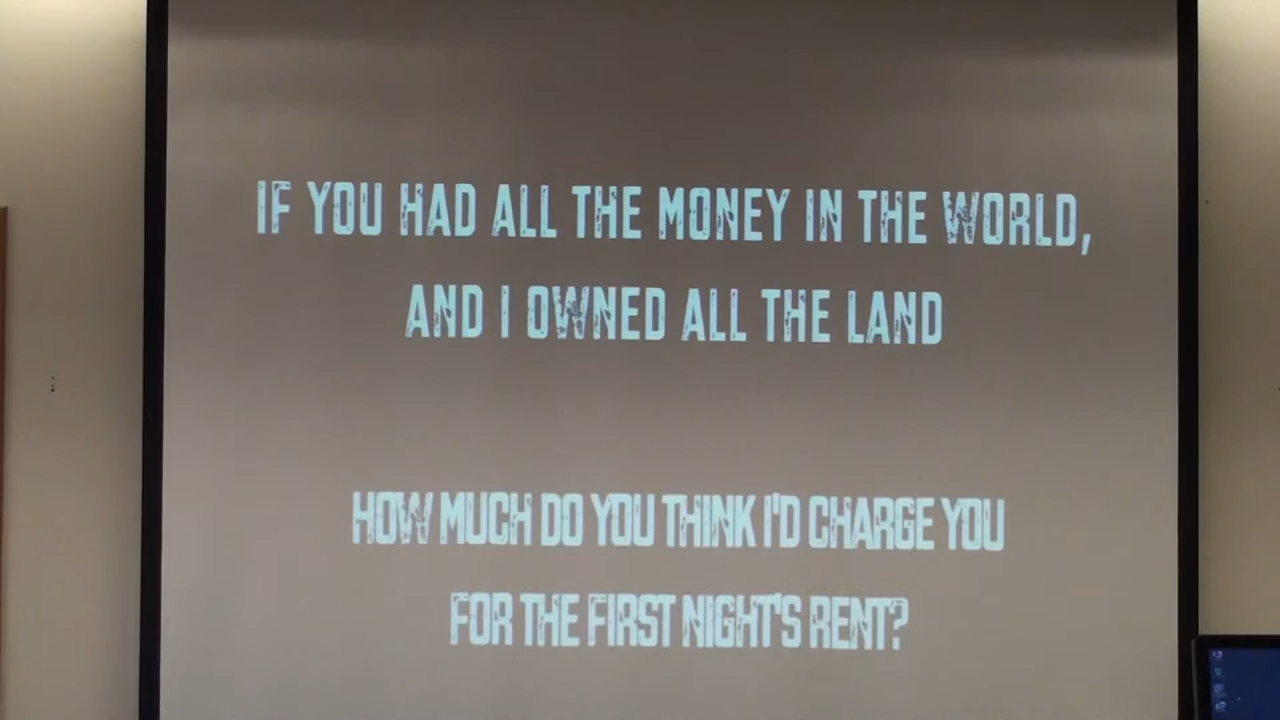 IF YOU HAD ALL THE MONEY IN THE WORLD,
AND I OWNED ALL THE LAND
HOW MUCH DO YOU THINK I'D CHARGE YOU
FOR THE FIRST NIGHT'S RENT?